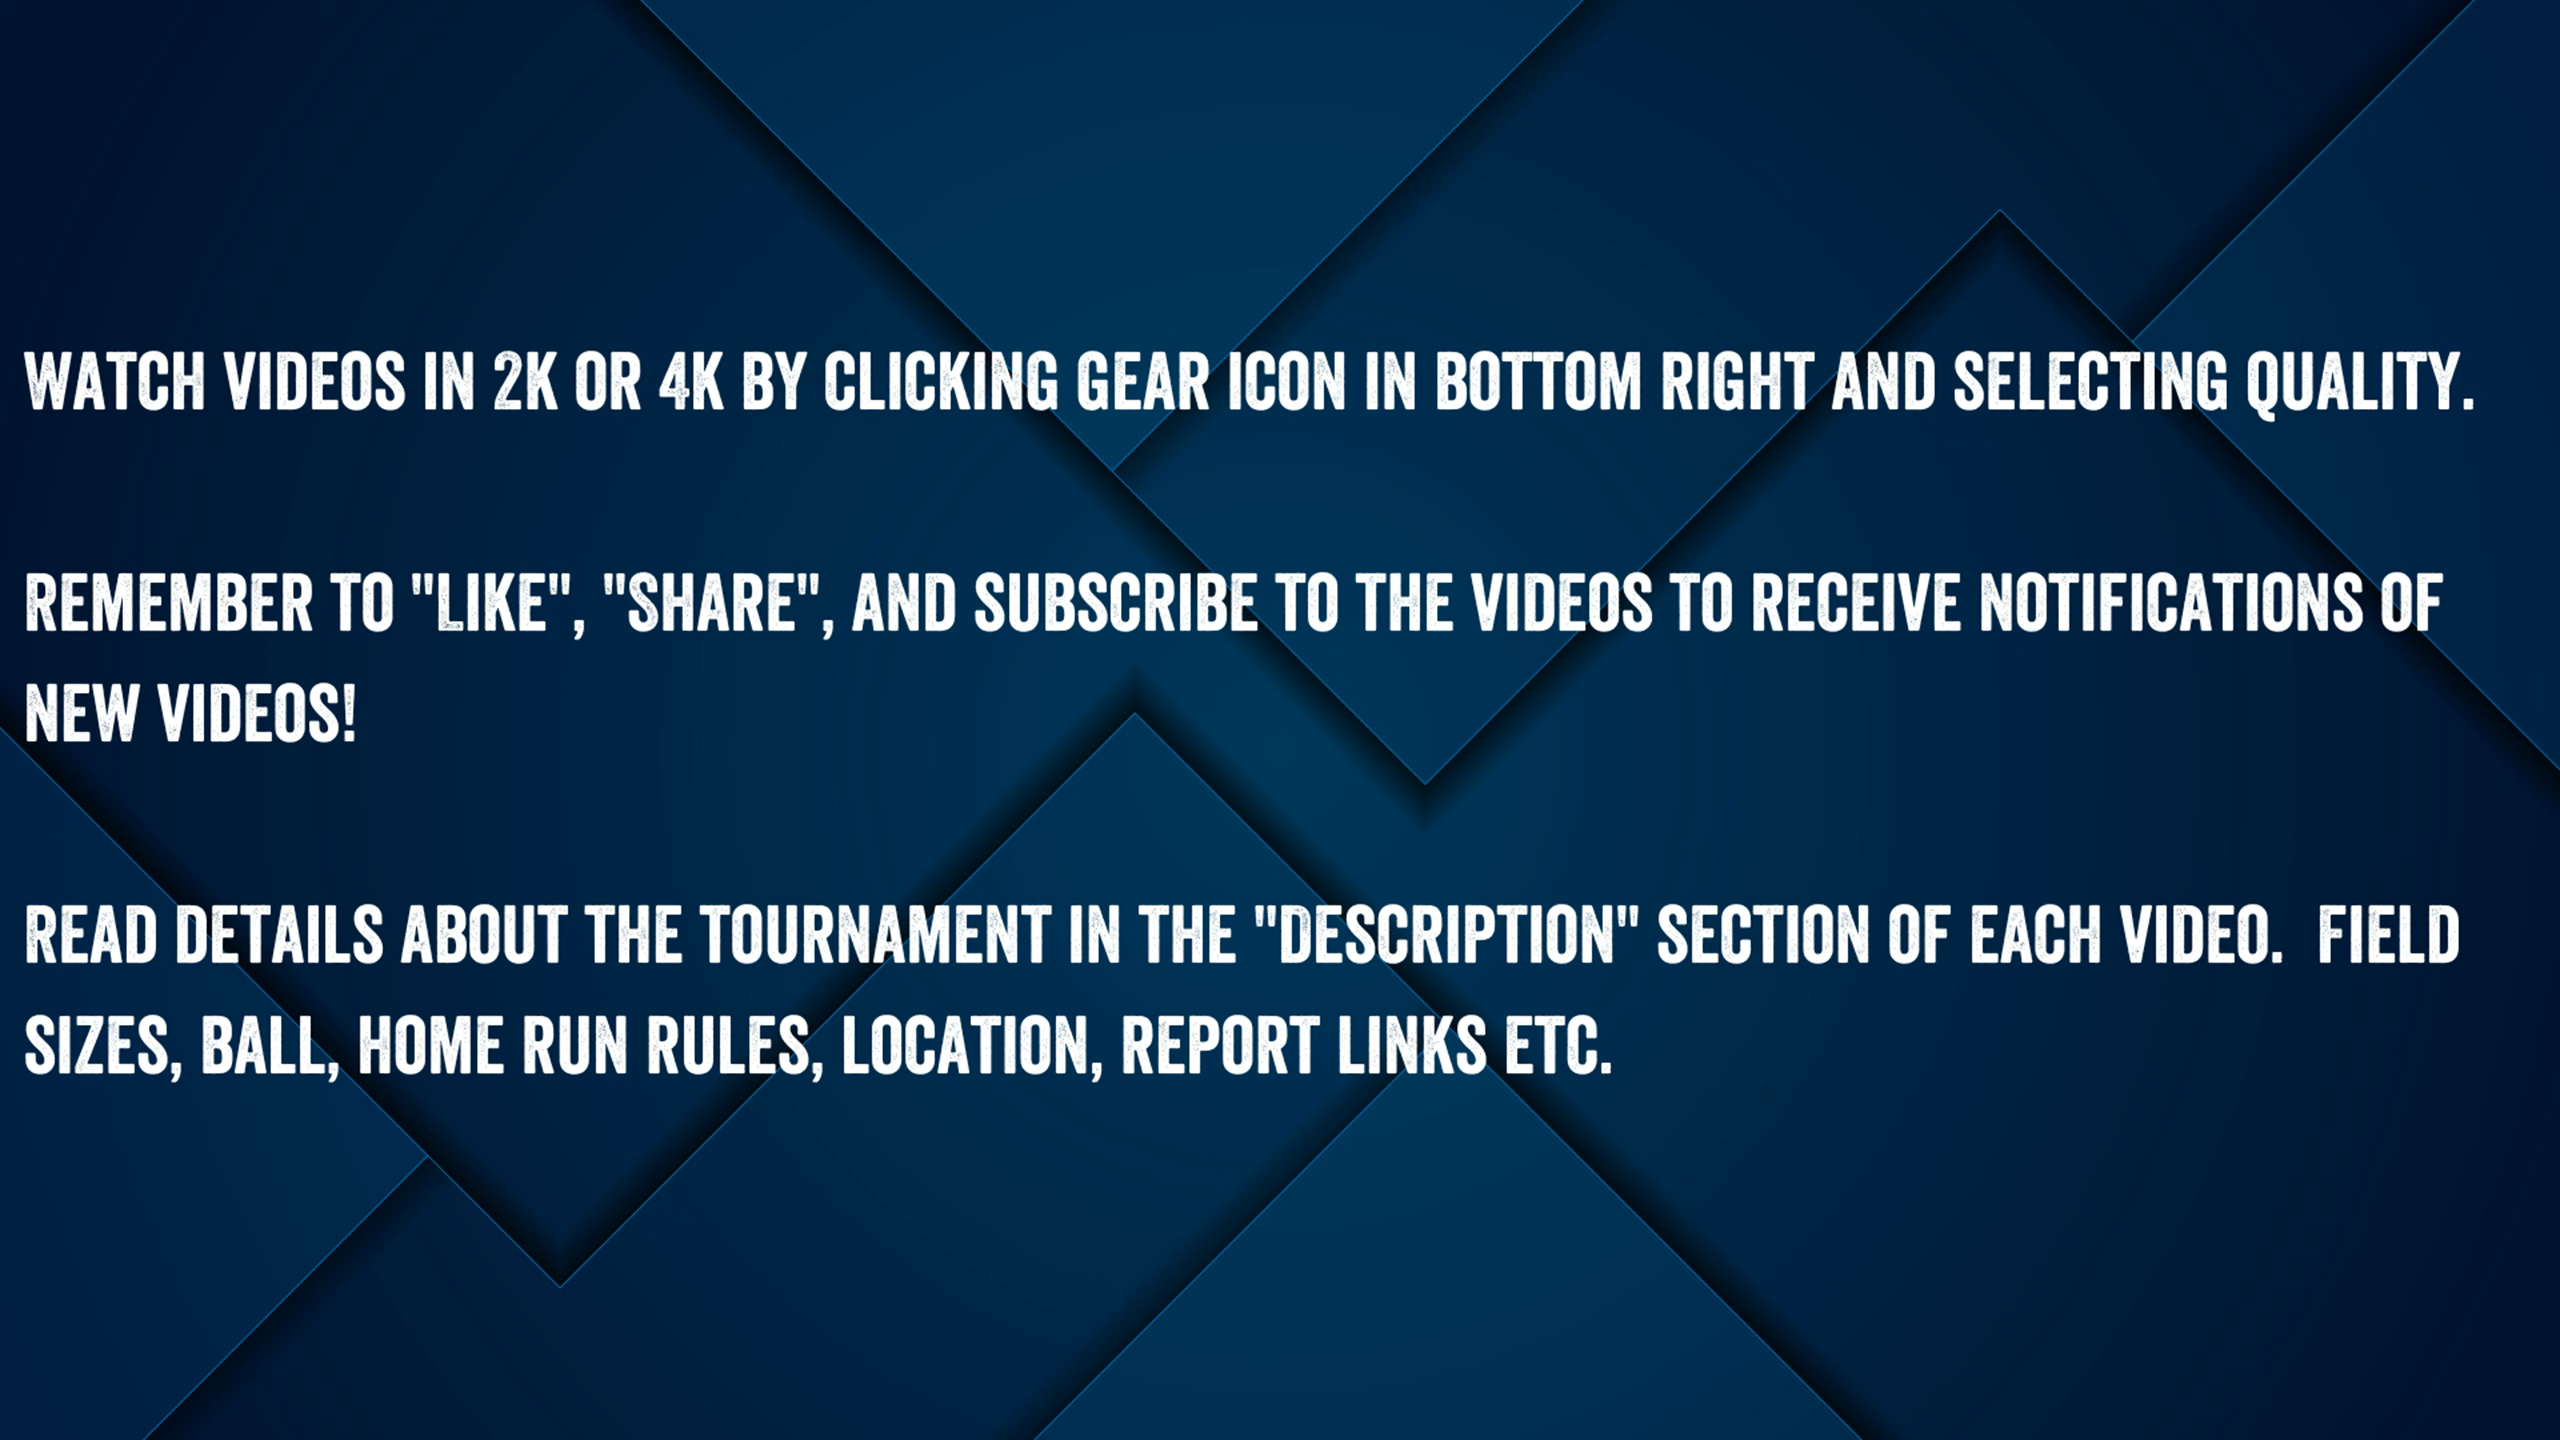 WATCH VIDEOS IN 2K OR 4K BY CLICKING GEAR ICON IN BOTTOM RIGHT AND SELECTING QUALITY.
REMEMBER TO "LIKE", "SHARE", AND SUBSCRIBE TO THE VIDEOS TO RECEIVE NOTIFICATIONS OF
NEW VIDEOS!
READ DETAILS ABOUT THE TOURNAMENT IN THE "DESCRIPTION" SECTION OF EACH VIDEO.  FIELD
SIZES, BALL, HOME RUN RULES, LOCATION, REPORT LINKS ETC.